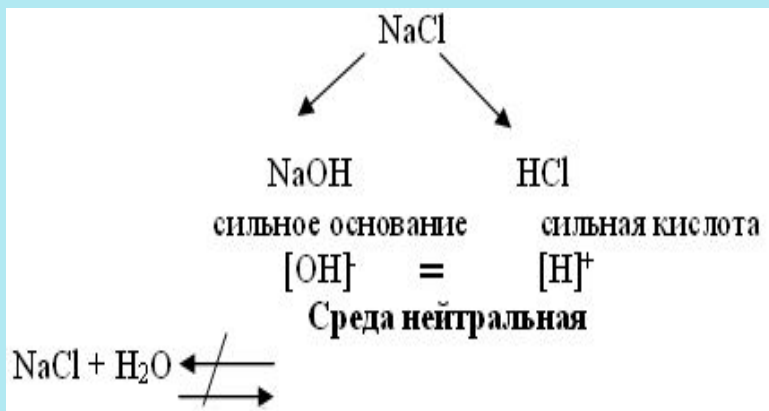 NaCl
NaOH HCl
сильное основание сильная кислота
[OH]⁻ = [H]⁺
Среда нейтральная
NaCl + H₂O